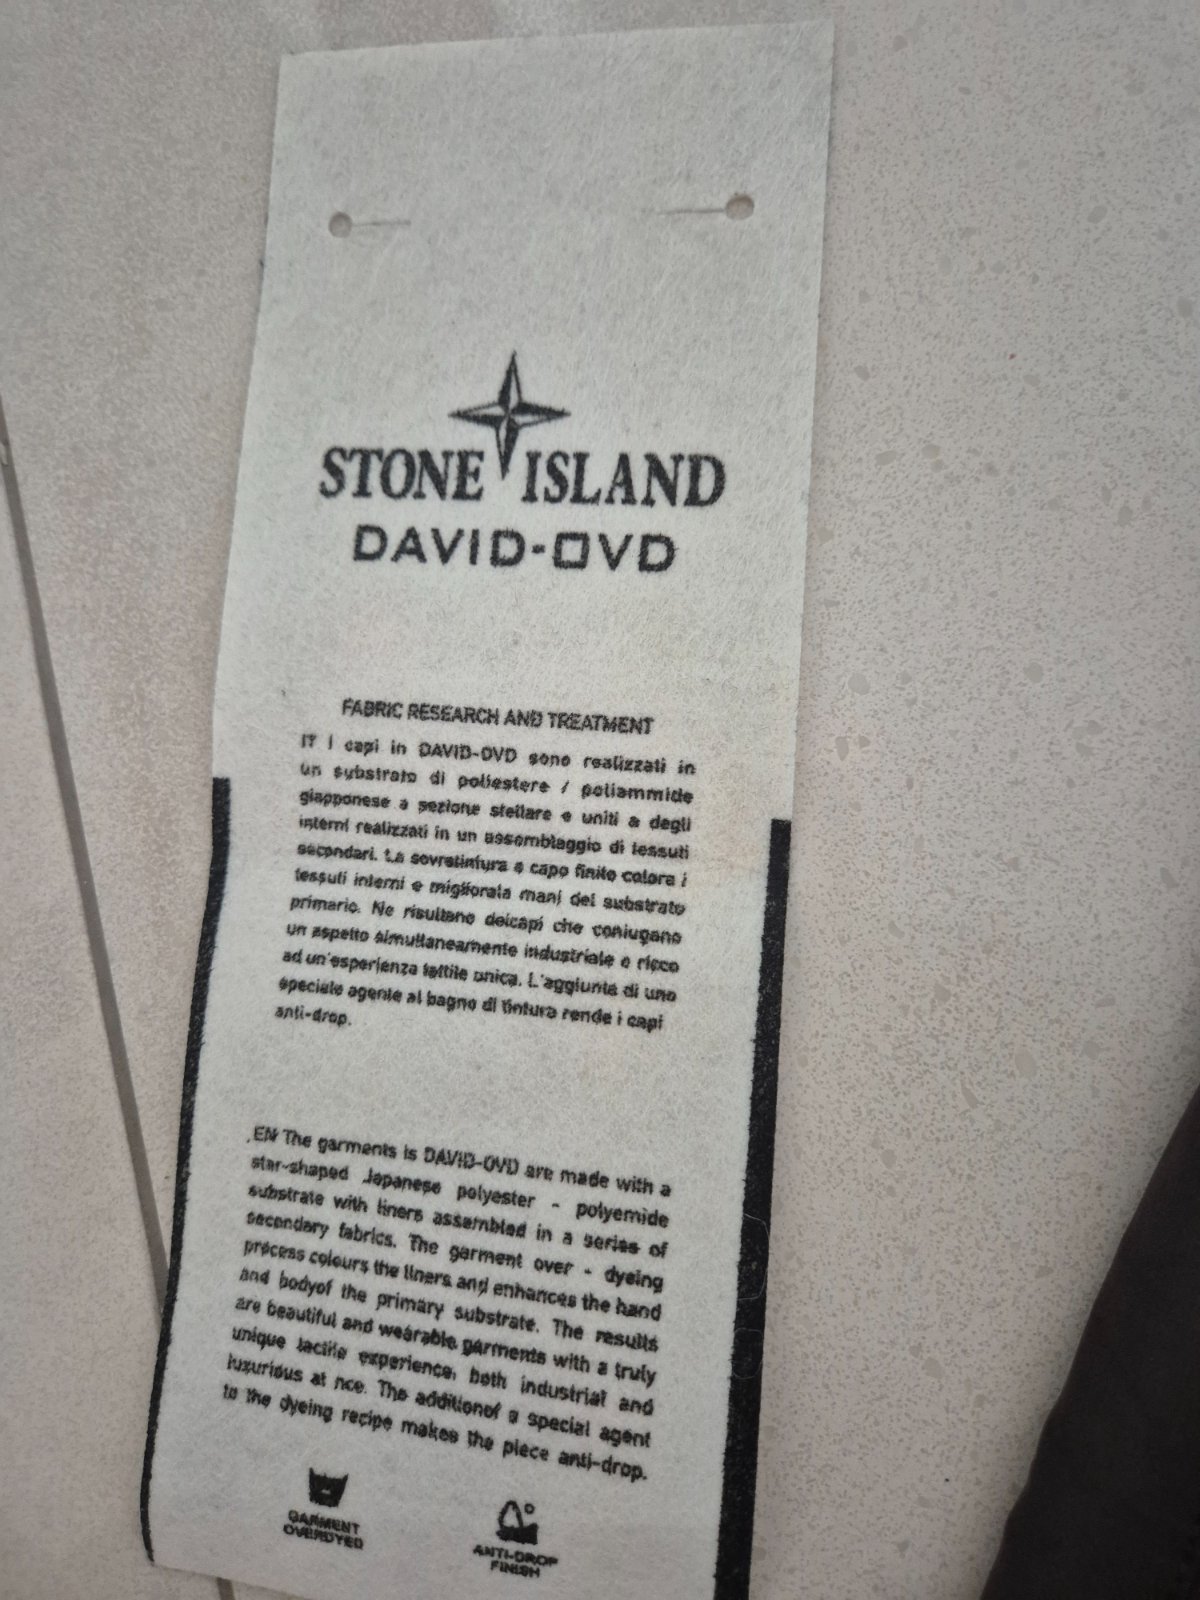 STONE ISLAND
DAVID-OVD
FABRIC RESEARCH AND TREATMENT
IT I capi in DAVID-OVD sono realizzati in
un substrato di poliestere / poliammide
giapponese a sezione stellare e uniti a degli
interni realizzati in un assemblaggio di tessuti
secondari. La sovretintura a capo finito colora i
tessuti interni e migliorala mani del substrato
primario. Ne risultano deicapi che coniugano
un aspetto simultaneamente industriale e ricco
ad un'esperienza tattile unica. L'aggiunta di uno
speciale agente al bagno di tintura rende i capi
anti-drop.
EN The garments is DAVID-OVD are made with a
star-shaped Japanese polyester - polyemide
substrate with liners assembled in a series of
secondary fabrics. The garment over - dyeing
process colours the liners and enhances the hand
and bodyof the primary substrate. The results
are beautiful and wearable garments with a truly
unique tactile experience, both industrial and
luxurious at nce. The additionof a special agent
to the dyeing recipe makes the piece anti-drop.
GARMENT
OVERDYED
ANTI-DROP
FINISH